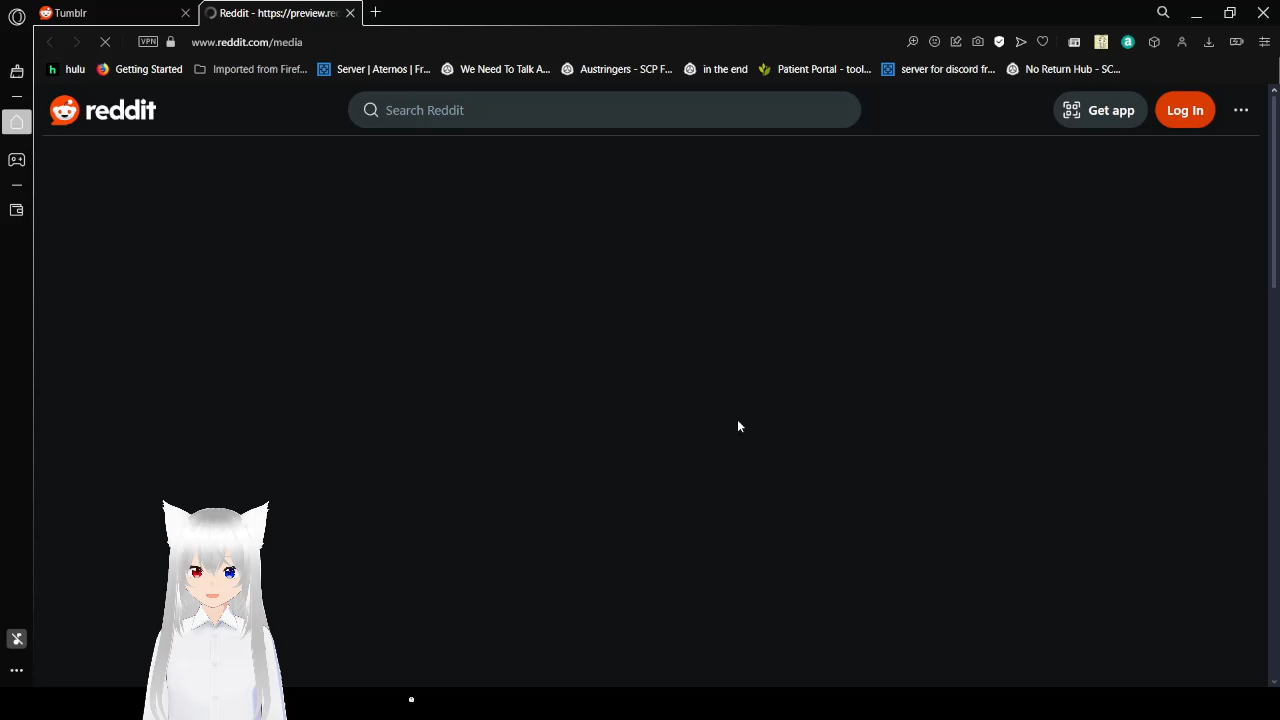 Tumblr
Reddit - https://preview.rec
VPN
www.reddit.com/media
hulu
Getting Started
Imported from Firef...
Server | Aternos | Fr...
We Need To Talk A...
Austringers - SCP F...
in the end
Patient Portal - tool...
server for discord fr...
No Return Hub - SC...
reddit
Search Reddit
Get app
Log In